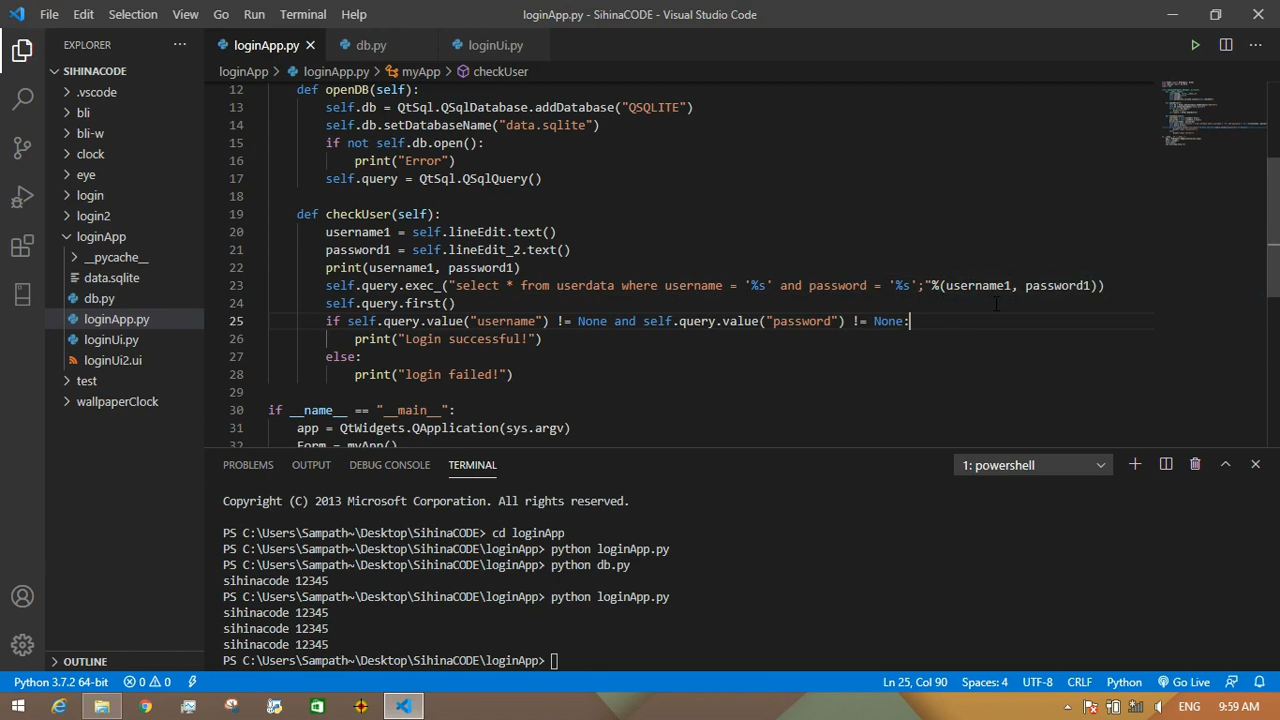 File Edit Selection View Go Run Terminal Help loginApp.py - SihinaCODE - Visual Studio Code
EXPLORER ··· loginApp.py db.py loginUi.py
SIHINACODE
.vscode
bli
bli-w
clock
eye
login
login2
loginApp
__pycache__
data.sqlite
db.py
loginApp.py
loginUi.py
loginUi2.ui
test
wallpaperClock
OUTLINE
loginApp > loginApp.py > myApp > checkUser
12 def openDB(self):
13 self.db = QtSql.QSqlDatabase.addDatabase("QSQLITE")
14 self.db.setDatabaseName("data.sqlite")
15 if not self.db.open():
16 print("Error")
17 self.query = QtSql.QSqlQuery()
18
19 def checkUser(self):
20 username1 = self.lineEdit.text()
21 password1 = self.lineEdit_2.text()
22 print(username1, password1)
23 self.query.exec_("select * from userdata where username = '%s' and password = '%s';"%(username1, password1))
24 self.query.first()
25 if self.query.value("username") != None and self.query.value("password") != None:
26 print("Login successful!")
27 else:
28 print("login failed!")
29
30 if __name__ == "__main__":
31 app = QtWidgets.QApplication(sys.argv)
32 Form = myApp()
PROBLEMS OUTPUT DEBUG CONSOLE TERMINAL 1: powershell
Copyright (C) 2013 Microsoft Corporation. All rights reserved.
PS C:\Users\Sampath~\Desktop\SihinaCODE> cd loginApp
PS C:\Users\Sampath~\Desktop\SihinaCODE\loginApp> python loginApp.py
PS C:\Users\Sampath~\Desktop\SihinaCODE\loginApp> python db.py
sihinacode 12345
PS C:\Users\Sampath~\Desktop\SihinaCODE\loginApp> python loginApp.py
sihinacode 12345
sihinacode 12345
sihinacode 12345
PS C:\Users\Sampath~\Desktop\SihinaCODE\loginApp>
Python 3.7.2 64-bit 0 0 Ln 25, Col 90 Spaces: 4 UTF-8 CRLF Python Go Live
ENG 9:59 AM